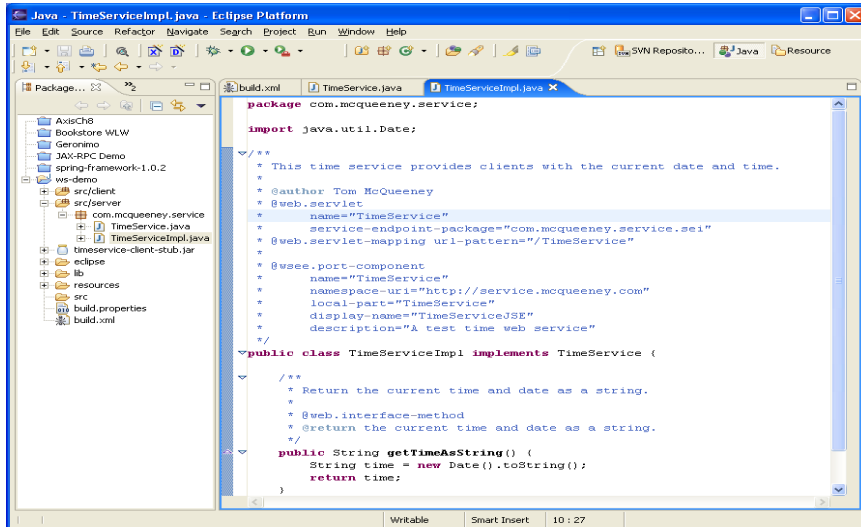 Java - TimeServiceImpl.java - Eclipse Platform
File Edit Source Refactor Navigate Search Project Run Window Help
SVN Reposito... Java Resource
Package... 2
build.xml TimeService.java TimeServiceImpl.java
AxisCh8
Bookstore WLW
Geronimo
JAX-RPC Demo
spring-framework-1.0.2
ws-demo
src/client
src/server
com.mcqueeney.service
TimeService.java
TimeServiceImpl.java
timeservice-client-stub.jar
eclipse
lib
resources
src
build.properties
build.xml
package com.mcqueeney.service;
import java.util.Date;
/**
* This time service provides clients with the current date and time.
*
* @author Tom McQueeney
* @web.servlet
* name="TimeService"
* service-endpoint-package="com.mcqueeney.service.sei"
* @web.servlet-mapping url-pattern="/TimeService"
*
* @wsee.port-component
* name="TimeService"
* namespace-uri="http://service.mcqueeney.com"
* local-part="TimeService"
* display-name="TimeServiceJSE"
* description="A test time web service"
*/
public class TimeServiceImpl implements TimeService {
/**
* Return the current time and date as a string.
*
* @web.interface-method
* @return the current time and date as a string.
*/
public String getTimeAsString() {
String time = new Date().toString();
return time;
}
Writable Smart Insert 10 : 27